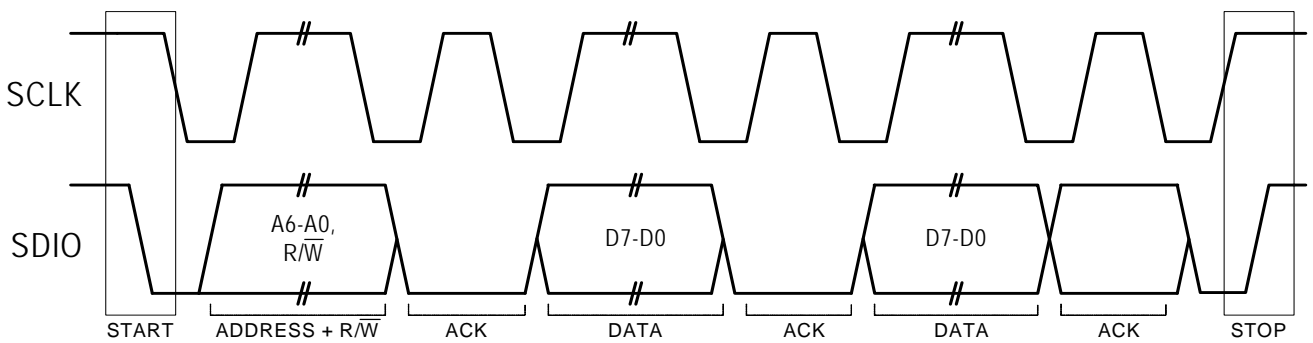 SCLK
SDIO
A6-A0,
R/W̅
D7-D0
D7-D0
START
ADDRESS + R/W̅
ACK
DATA
ACK
DATA
ACK
STOP